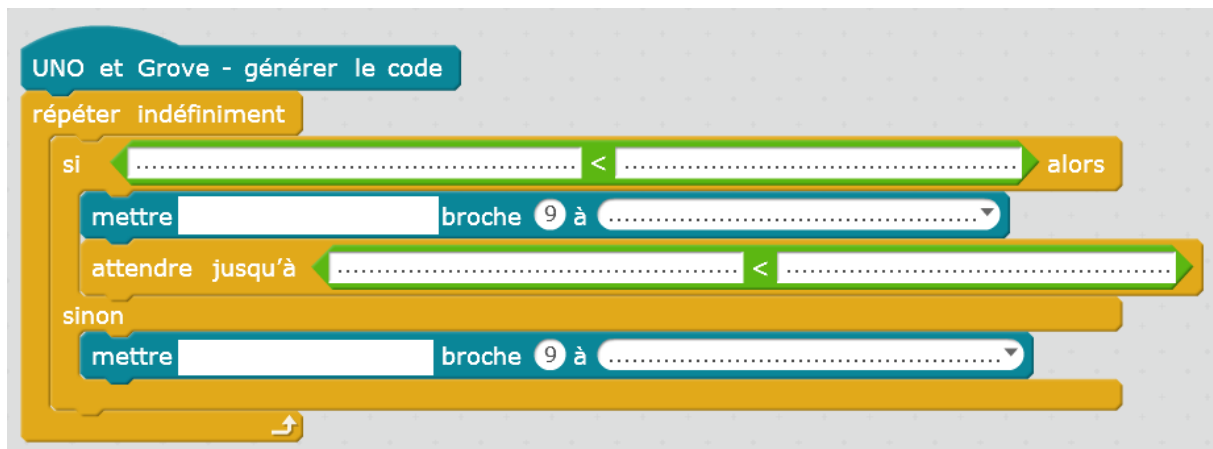 UNO et Grove - générer le code
répéter indéfiniment
si ........................................................ < ................................................... alors
mettre broche 9 à ...............................................
attendre jusqu'à ................................................... < .................................................
sinon
mettre broche 9 à ..................................................